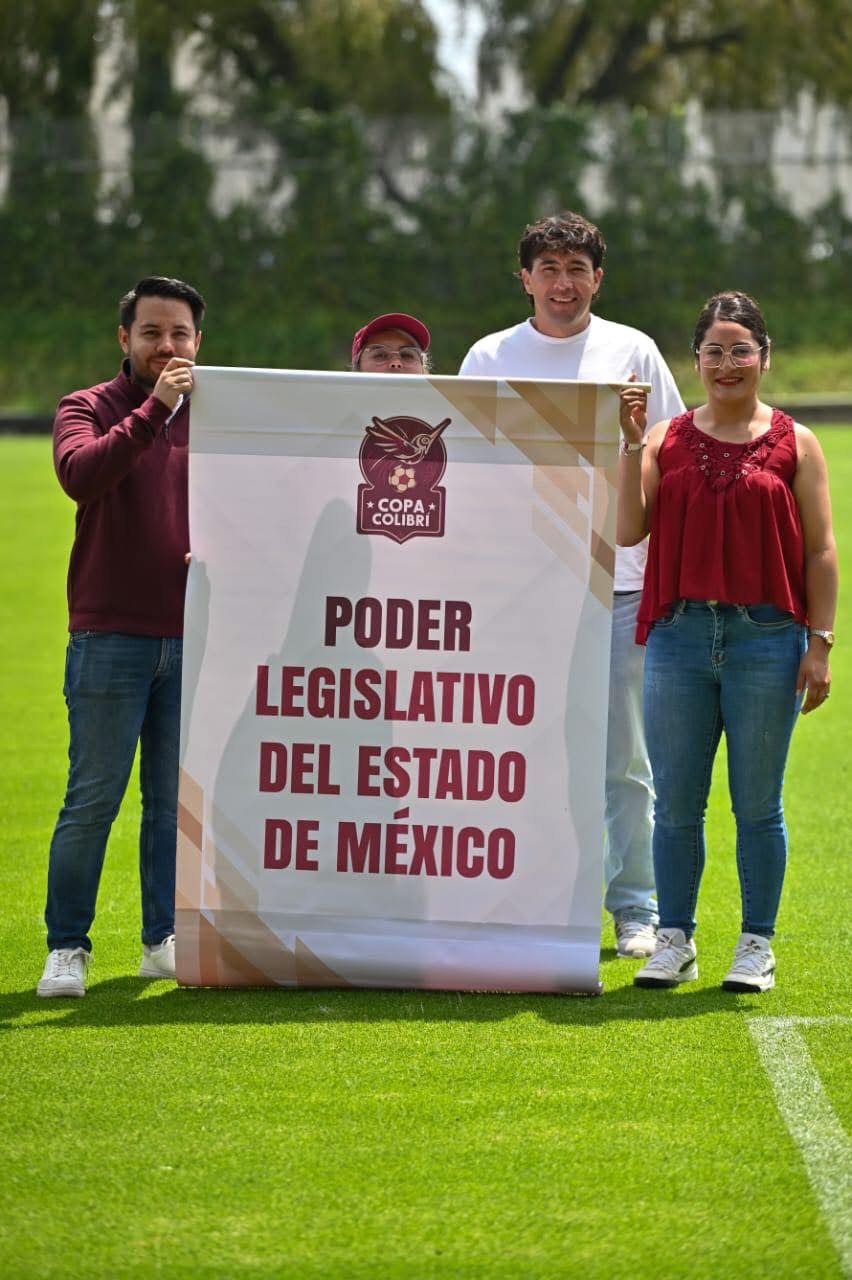 COPA
COLIBRÍ
PODER
LEGISLATIVO
DEL ESTADO
DE MÉXICO